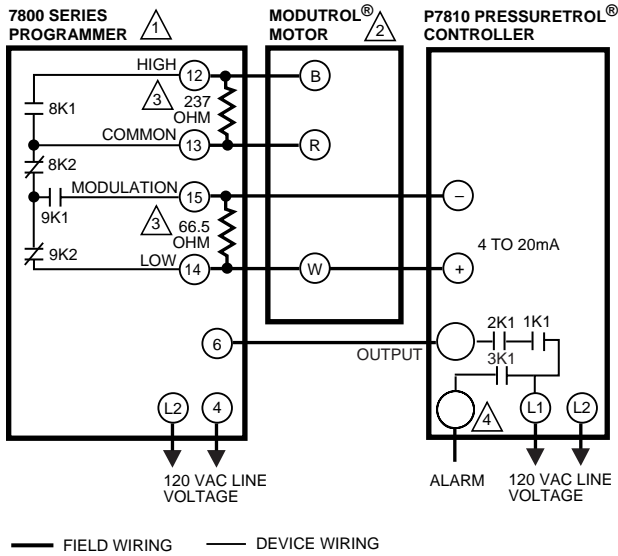 7800 SERIES
PROGRAMMER
1
MODUTROL®
MOTOR
2
P7810 PRESSURETROL®
CONTROLLER
HIGH
12
B
8K1
3
237
OHM
COMMON
13
R
8K2
MODULATION
15
–
9K1
3
66.5
OHM
4 TO 20mA
9K2
LOW
14
W
+
6
OUTPUT
2K1
1K1
3K1
L2
4
4
L1
L2
120 VAC LINE
VOLTAGE
ALARM
120 VAC LINE
VOLTAGE
FIELD WIRING
DEVICE WIRING